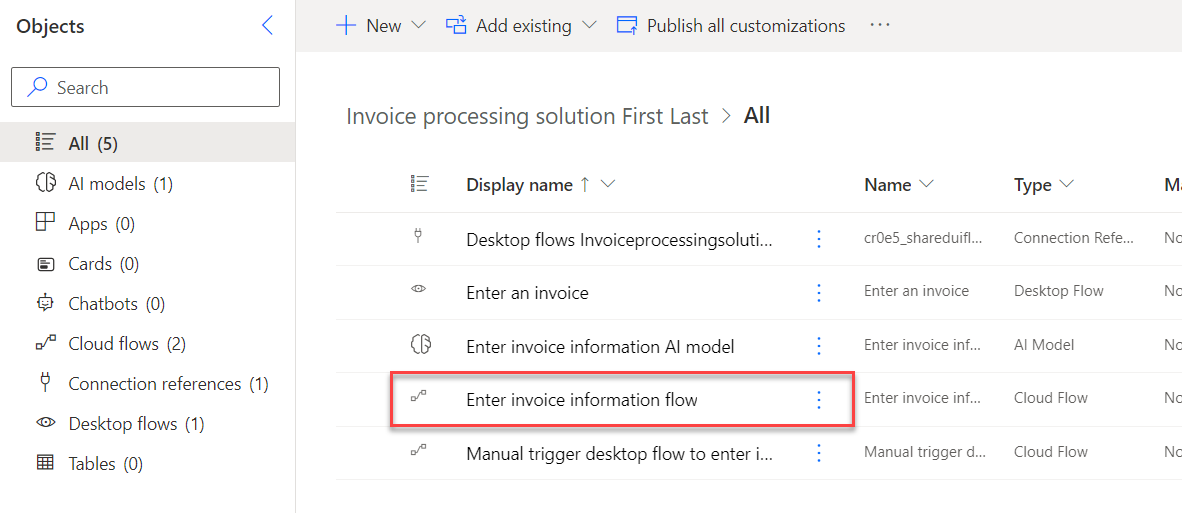 Objects
New
Add existing
Publish all customizations
Search
All (5)
AI models (1)
Apps (0)
Cards (0)
Chatbots (0)
Cloud flows (2)
Connection references (1)
Desktop flows (1)
Tables (0)
Invoice processing solution First Last > All
Display name ↑ Name Type Ma
Desktop flows Invoiceprocessingsoluti... cr0e5_shareduifl... Connection Refe... No
Enter an invoice Enter an invoice Desktop Flow No
Enter invoice information AI model Enter invoice inf... AI Model No
Enter invoice information flow Enter invoice inf... Cloud Flow No
Manual trigger desktop flow to enter i... Manual trigger d... Cloud Flow No